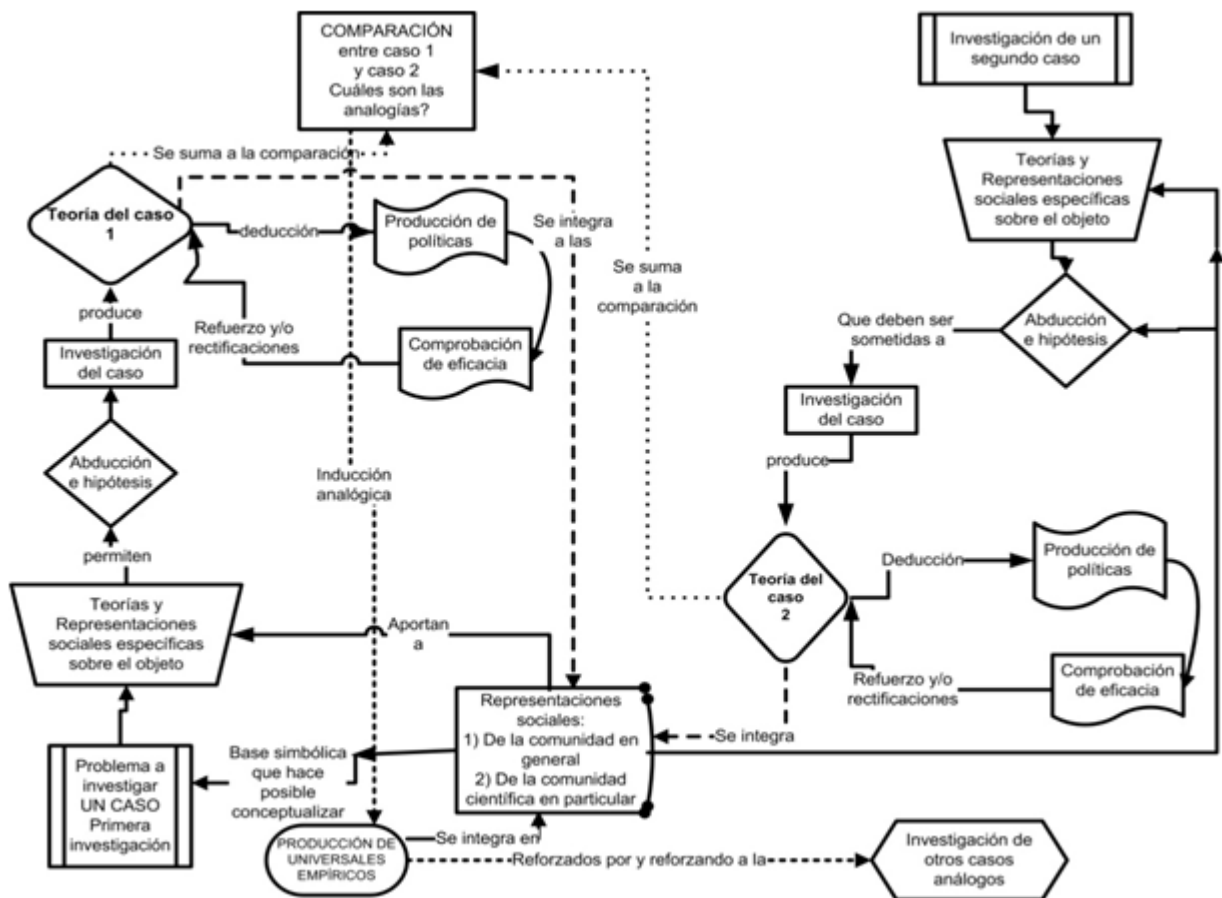 COMPARACIÓN
entre caso 1
y caso 2
Cuáles son las
analogías?
Investigación de un
segundo caso
Se suma a la comparación
Teoría del caso
1
deducción
Producción de
políticas
Se integra
a las
Teorías y
Representaciones
sociales específicas
sobre el objeto
produce
Refuerzo y/o
rectificaciones
Comprobación
de eficacia
Se suma
a la
comparación
Que deben ser
sometidas a
Abducción
e hipótesis
Investigación
del caso
Investigación
del caso
Abducción
e hipótesis
Inducción
analógica
produce
permiten
Teoría del
caso
2
Deducción
Producción de
políticas
Teorías y
Representaciones
sociales específicas
sobre el objeto
Aportan
a
Refuerzo y/o
rectificaciones
Comprobación
de eficacia
Representaciones
sociales:
1) De la comunidad en
general
2) De la comunidad
científica en particular
Se integra
Problema a
investigar
UN CASO
Primera
investigación
Base simbólica
que hace
posible
conceptualizar
PRODUCCIÓN DE
UNIVERSALES
EMPÍRICOS
Se integra en
Reforzados por y reforzando a la
Investigación de
otros casos
análogos